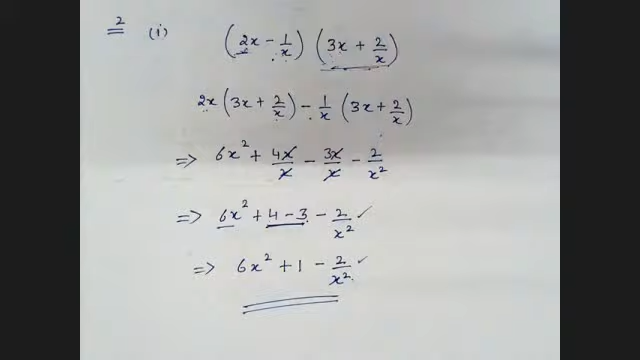 2 (i) (2x - 1/x) (3x + 2/x)
2x (3x + 2/x) - 1/x (3x + 2/x)
=> 6x² + 4x/x - 3x/x - 2/x²
=> 6x² + 4 - 3 - 2/x² ✓
=> 6x² + 1 - 2/x² ✓